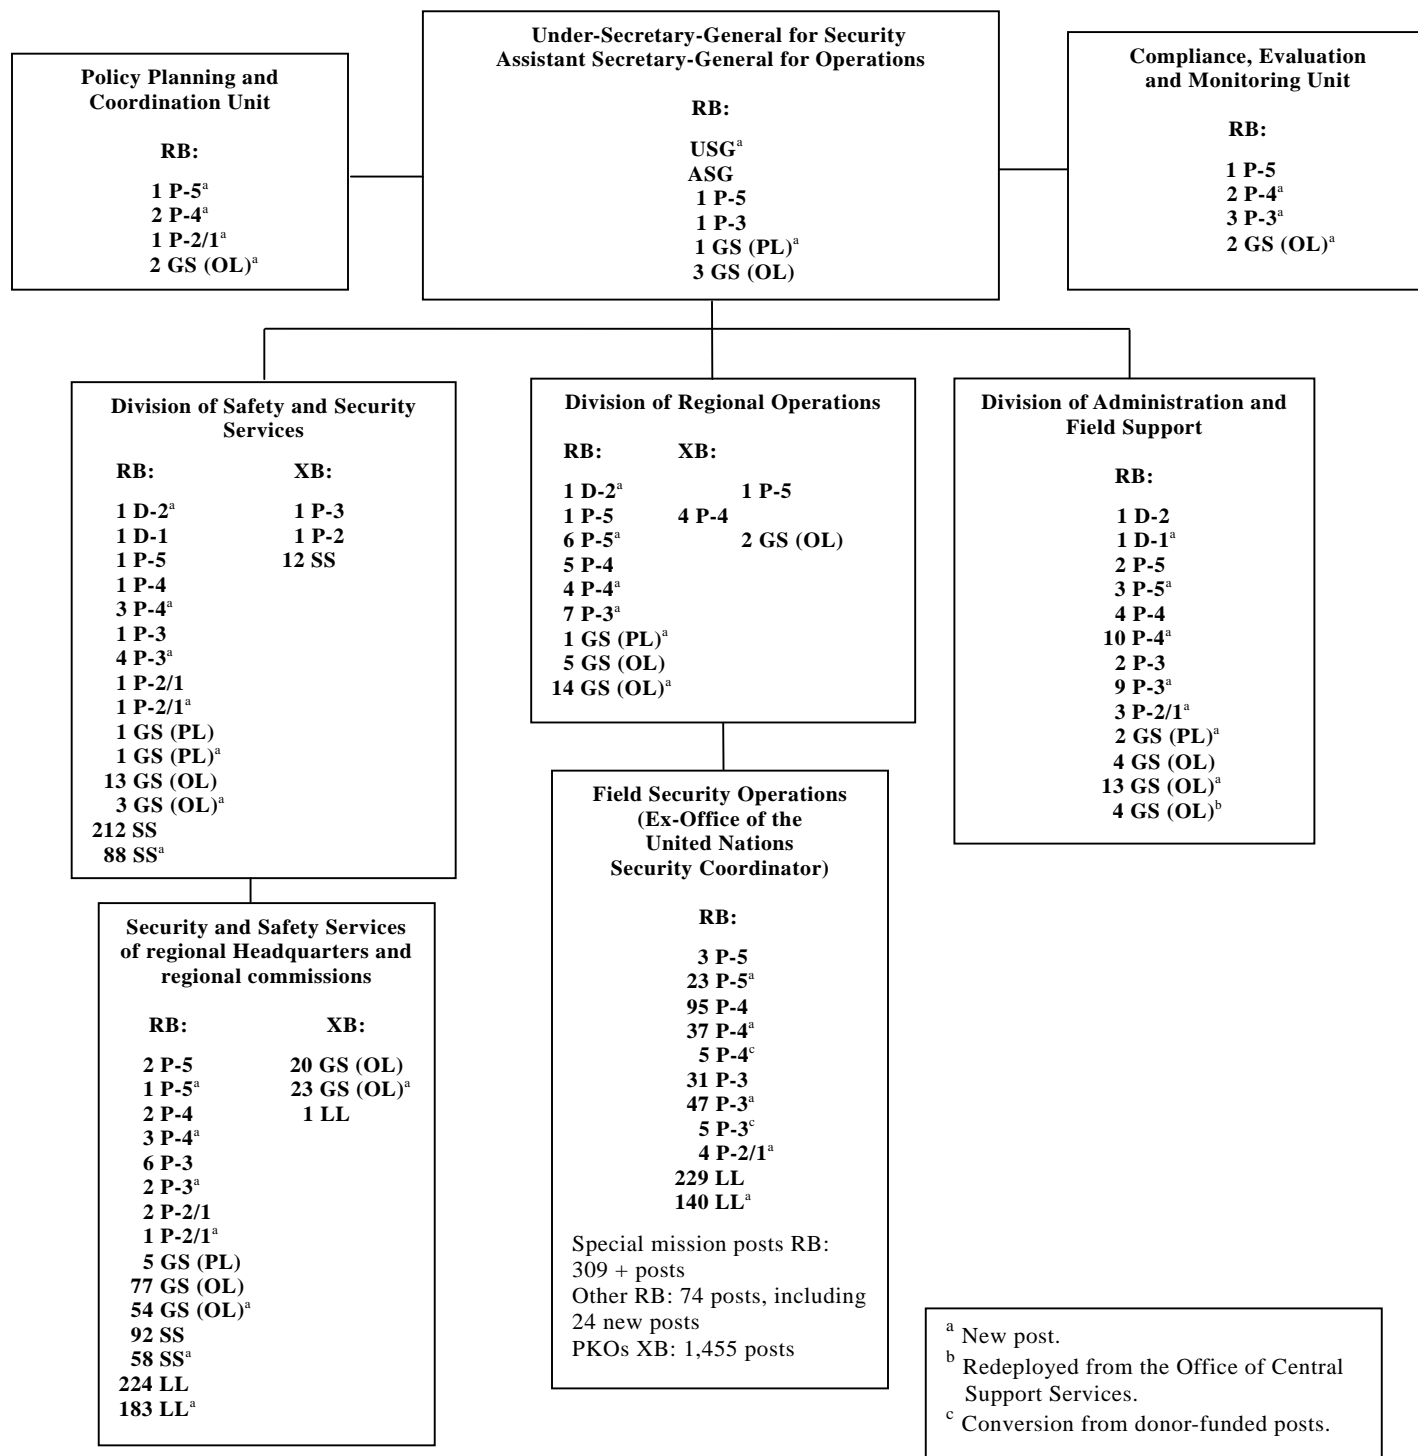 Policy Planning and
Coordination Unit
RB:
1 P-5ᵃ
2 P-4ᵃ
1 P-2/1ᵃ
2 GS (OL)ᵃ
Under-Secretary-General for Security
Assistant Secretary-General for Operations
RB:
USGᵃ
ASG
1 P-5
1 P-3
1 GS (PL)ᵃ
3 GS (OL)
Compliance, Evaluation
and Monitoring Unit
RB:
1 P-5
2 P-4ᵃ
3 P-3ᵃ
2 GS (OL)ᵃ
Division of Safety and Security
Services
RB: XB:
1 D-2ᵃ 1 P-3
1 D-1 1 P-2
1 P-5 12 SS
1 P-4
3 P-4ᵃ
1 P-3
4 P-3ᵃ
1 P-2/1
1 P-2/1ᵃ
1 GS (PL)
1 GS (PL)ᵃ
13 GS (OL)
3 GS (OL)ᵃ
212 SS
88 SSᵃ
Division of Regional Operations
RB: XB:
1 D-2ᵃ 1 P-5
1 P-5 4 P-4
6 P-5ᵃ 2 GS (OL)
5 P-4
4 P-4ᵃ
7 P-3ᵃ
1 GS (PL)ᵃ
5 GS (OL)
14 GS (OL)ᵃ
Division of Administration and
Field Support
RB:
1 D-2
1 D-1ᵃ
2 P-5
3 P-5ᵃ
4 P-4
10 P-4ᵃ
2 P-3
9 P-3ᵃ
3 P-2/1ᵃ
2 GS (PL)ᵃ
4 GS (OL)
13 GS (OL)ᵃ
4 GS (OL)ᵇ
Security and Safety Services
of regional Headquarters and
regional commissions
RB: XB:
2 P-5 20 GS (OL)
1 P-5ᵃ 23 GS (OL)ᵃ
2 P-4 1 LL
3 P-4ᵃ
6 P-3
2 P-3ᵃ
2 P-2/1
1 P-2/1ᵃ
5 GS (PL)
77 GS (OL)
54 GS (OL)ᵃ
92 SS
58 SSᵃ
224 LL
183 LLᵃ
Field Security Operations
(Ex-Office of the
United Nations
Security Coordinator)
RB:
3 P-5
23 P-5ᵃ
95 P-4
37 P-4ᵃ
5 P-4ᶜ
31 P-3
47 P-3ᵃ
5 P-3ᶜ
4 P-2/1ᵃ
229 LL
140 LLᵃ
Special mission posts RB:
309 + posts
Other RB: 74 posts, including
24 new posts
PKOs XB: 1,455 posts
ᵃ New post.
ᵇ Redeployed from the Office of Central
Support Services.
ᶜ Conversion from donor-funded posts.